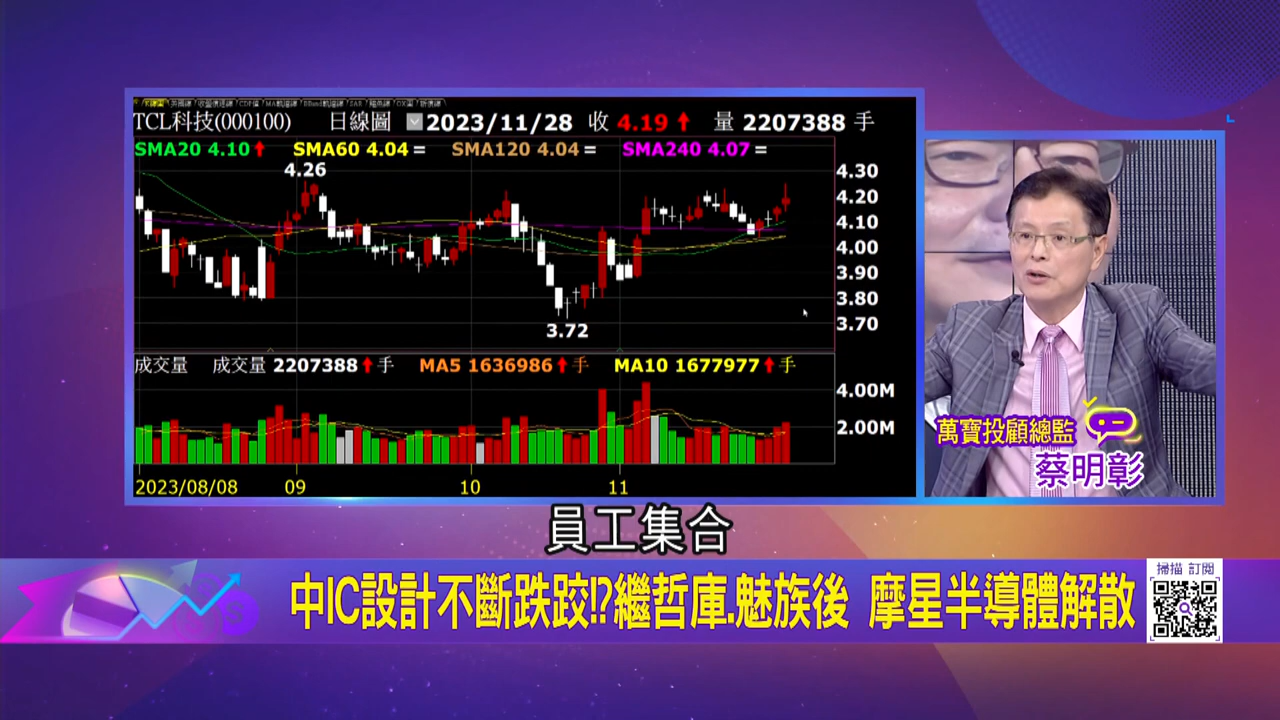 TCL科技(000100) 日線圖 2023/11/28 收 4.19 ↑ 量 2207388 手
SMA20 4.10↑ SMA60 4.04= SMA120 4.04= SMA240 4.07=
4.26
4.30
4.20
4.10
4.00
3.90
3.80
3.70
3.72
成交量 成交量 2207388↑手 MA5 1636986↑手 MA10 1677977↑手
4.00M
2.00M
2023/08/08 09 10 11
萬寶投顧總監
蔡明彰
員工集合
掃描 訂閱
中IC設計不斷跌跤!?繼哲庫.魅族後 摩星半導體解散